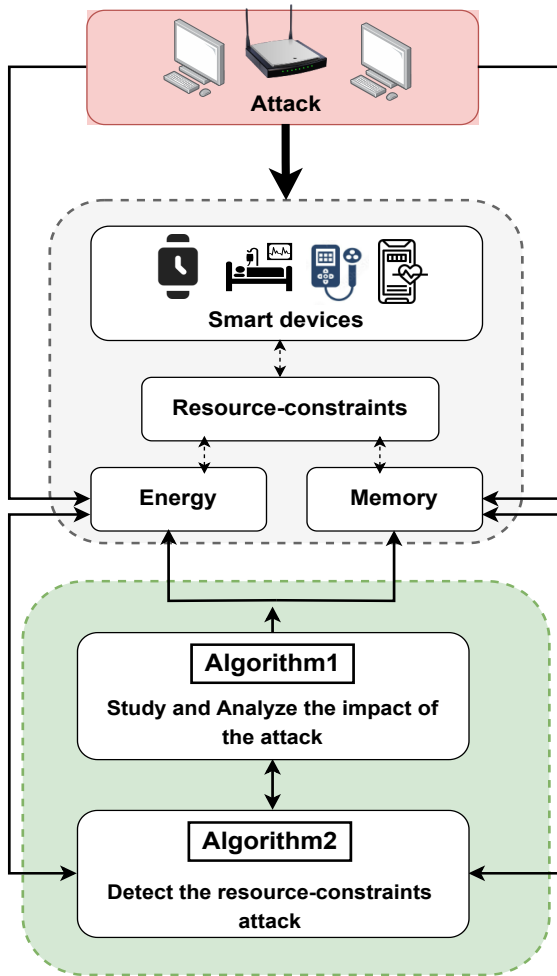 Attack
Smart devices
Resource-constraints
Energy
Memory
Algorithm1
Study and Analyze the impact of
the attack
Algorithm2
Detect the resource-constraints
attack